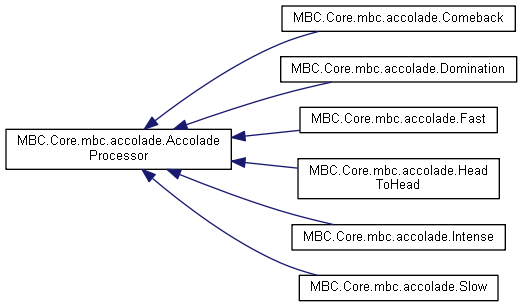 MBC.Core.mbc.accolade.Comeback
MBC.Core.mbc.accolade.Domination
MBC.Core.mbc.accolade.Fast
MBC.Core.mbc.accolade.Accolade
Processor
MBC.Core.mbc.accolade.Head
ToHead
MBC.Core.mbc.accolade.Intense
MBC.Core.mbc.accolade.Slow